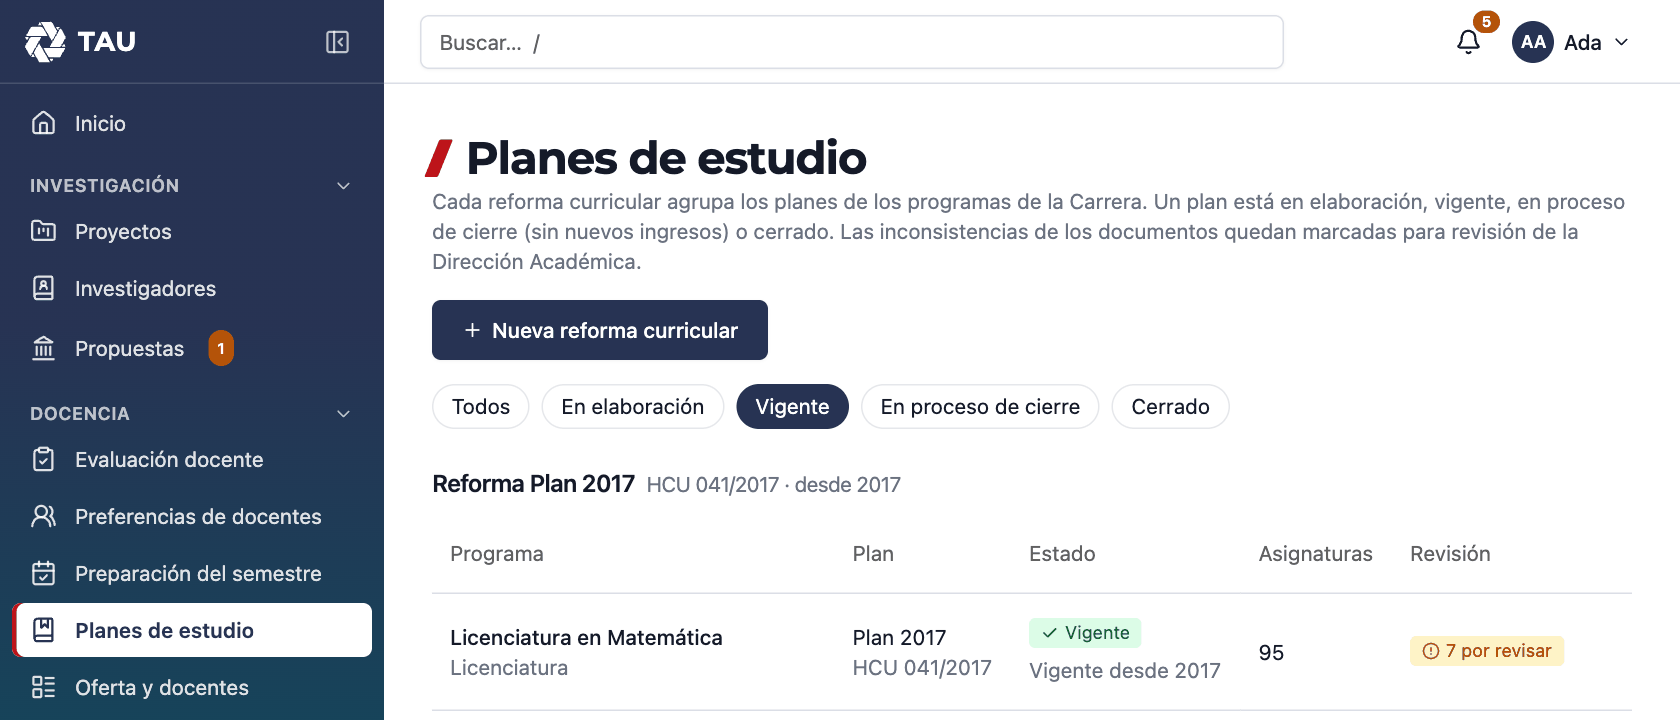 TAU
Buscar... /
5
AA Ada
Inicio
INVESTIGACIÓN
Proyectos
Investigadores
Propuestas 1
DOCENCIA
Evaluación docente
Preferencias de docentes
Preparación del semestre
Planes de estudio
Oferta y docentes
Planes de estudio
Cada reforma curricular agrupa los planes de los programas de la Carrera. Un plan está en elaboración, vigente, en proceso
de cierre (sin nuevos ingresos) o cerrado. Las inconsistencias de los documentos quedan marcadas para revisión de la
Dirección Académica.
+ Nueva reforma curricular
Todos En elaboración Vigente En proceso de cierre Cerrado
Reforma Plan 2017 HCU 041/2017 · desde 2017
Programa Plan Estado Asignaturas Revisión
Licenciatura en Matemática Plan 2017 Vigente 95 7 por revisar
Licenciatura HCU 041/2017 Vigente desde 2017